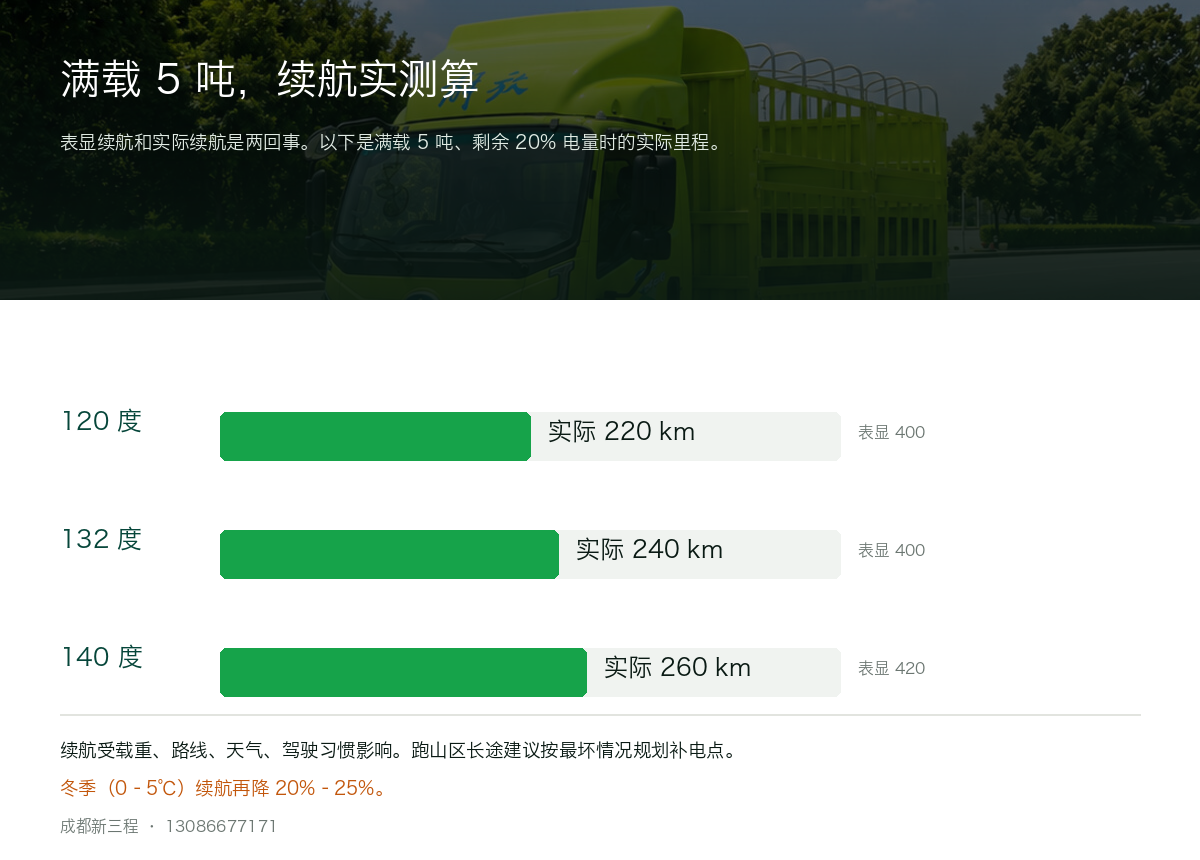 满载 5 吨，续航实测算
解放
表显续航和实际续航是两回事。以下是满载 5 吨、剩余 20% 电量时的实际里程。
120 度
实际 220 km
表显 400
132 度
实际 240 km
表显 400
140 度
实际 260 km
表显 420
续航受载重、路线、天气、驾驶习惯影响。跑山区长途建议按最坏情况规划补电点。
冬季（0 - 5℃）续航再降 20% - 25%。
成都新三程 · 13086677171